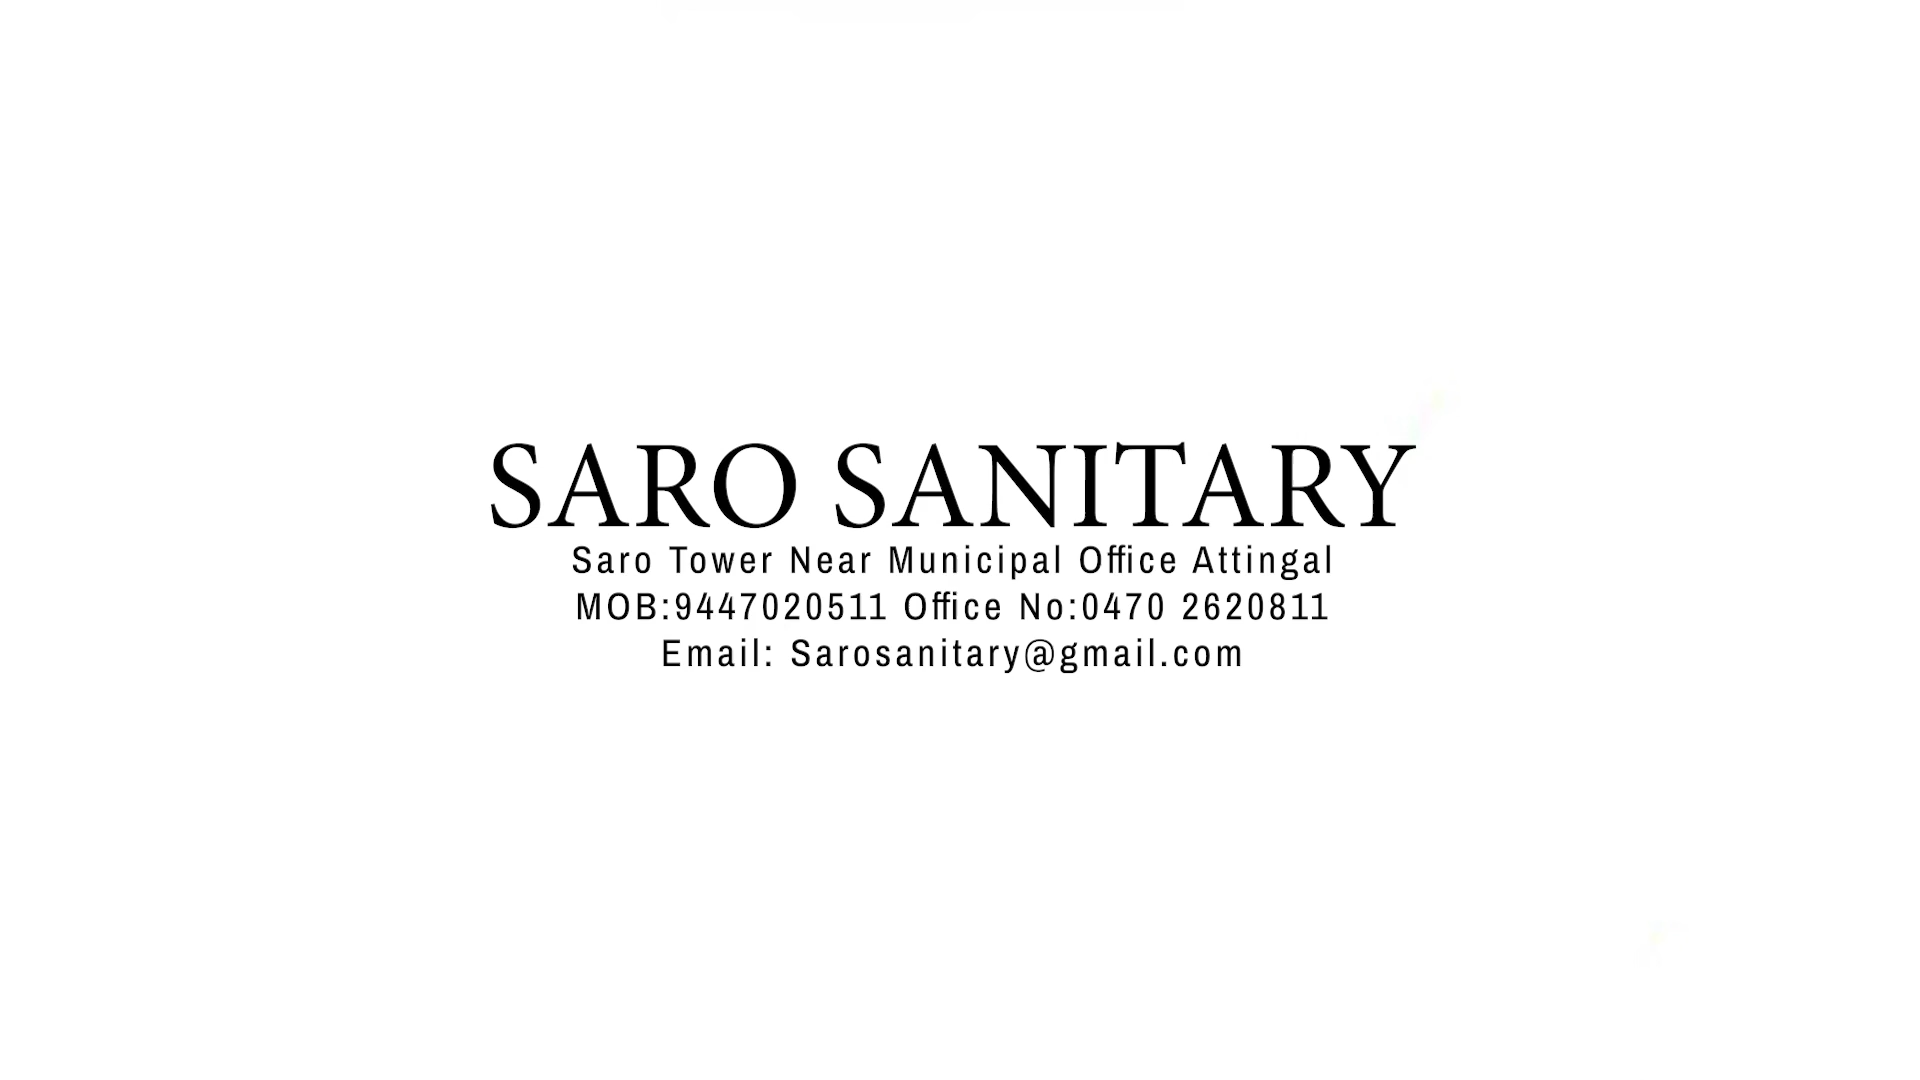 SARO SANITARY
Saro Tower Near Municipal Office Attingal
MOB:9447020511 Office No:0470 2620811
Email: Sarosanitary@gmail.com